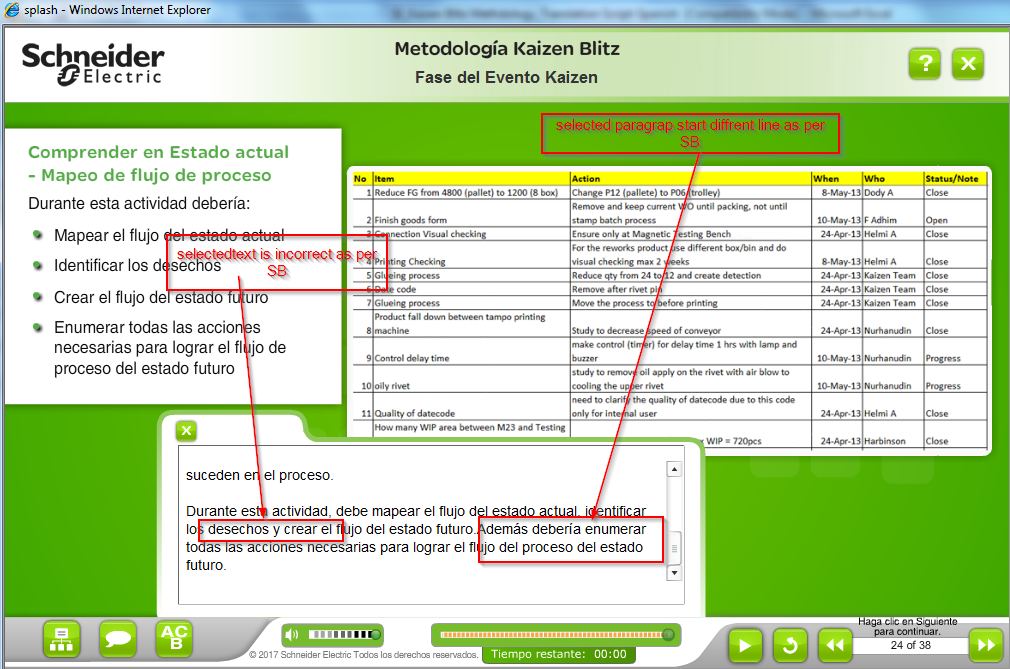 splash - Windows Internet Explorer
Schneider
Electric
Metodología Kaizen Blitz
Fase del Evento Kaizen
?
X
selected paragrap start diffrent line as per
SB
Comprender en Estado actual
- Mapeo de flujo de proceso
Durante esta actividad debería:
Mapear el flujo del estado actual
Identificar los desechos
Crear el flujo del estado futuro
Enumerar todas las acciones
necesarias para lograr el flujo de
proceso del estado futuro
selectedtext is incorrect as per
SB
No Item Action When Who Status/Note
1 Reduce FG from 4800 (pallet) to 1200 (8 box) Change P12 (pallete) to P06 (trolley) 8-May-13 Dody A Close
Remove and keep current WO until packing, not until
2 Finish goods form stamp batch process 10-May-13 F Adhim Open
3 Connection Visual checking Ensure only at Magnetic Testing Bench 24-Apr-13 Helmi A Close
For the reworks product use different box/bin and do
4 Printing Checking visual checking max 2 weeks 8-May-13 Helmi A Close
5 Glueing process Reduce qty from 24 to 12 and create detection 24-Apr-13 Kaizen Team Close
6 Date code Remove after rivet pin 24-Apr-13 Kaizen Team Close
7 Glueing process Move the process to before printing 24-Apr-13 Kaizen Team Close
Product fall down between tampo printing
8 machine Study to decrease speed of conveyor 24-Apr-13 Nurhanudin Close
make control (timer) for delay time 1 hrs with lamp and
9 Control delay time buzzer 10-May-13 Nurhanudin Progress
study to remove oil apply on the rivet with air blow to
10 oily rivet cooling the upper rivet 10-May-13 Nurhanudin Progress
need to clarify the quality of datecode due to this code
11 Quality of datecode only for internal user 24-Apr-13 Helmi A Close
How many WIP area between M23 and Testing
WIP = 720pcs 24-Apr-13 Harbinson Close
X
suceden en el proceso.
Durante esta actividad, debe mapear el flujo del estado actual, identificar
los desechos y crear el flujo del estado futuro.Además debería enumerar
todas las acciones necesarias para lograr el flujo del proceso del estado
futuro.
AC
B
© 2017 Schneider Electric Todos los derechos reservados.
Tiempo restante: 00:00
Haga clic en Siguiente
para continuar.
24 of 38